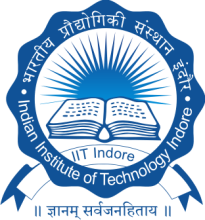 • भारतीय प्रौद्योगिकी संस्थान इंदौर •
IIT Indore
Indian Institute of Technology Indore
॥ ज्ञानम् सर्वजनहिताय ॥